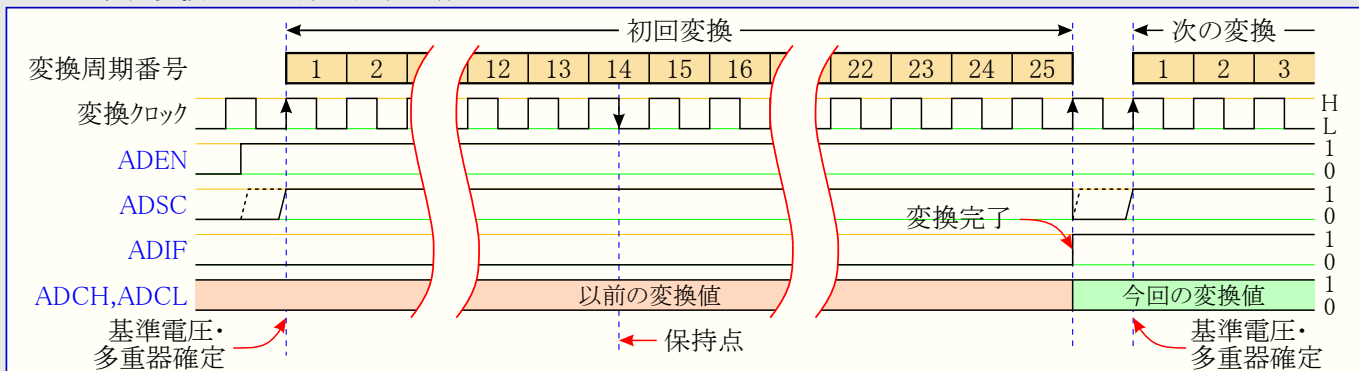 初回変換 次の変換
変換周期番号 1 2 12 13 14 15 16 22 23 24 25 1 2 3
変換クロック H L
ADEN 1 0
ADSC 1 0
変換完了
ADIF 1 0
ADCH,ADCL 以前の変換値 今回の変換値 1 0
基準電圧・
多重器確定
保持点
基準電圧・
多重器確定